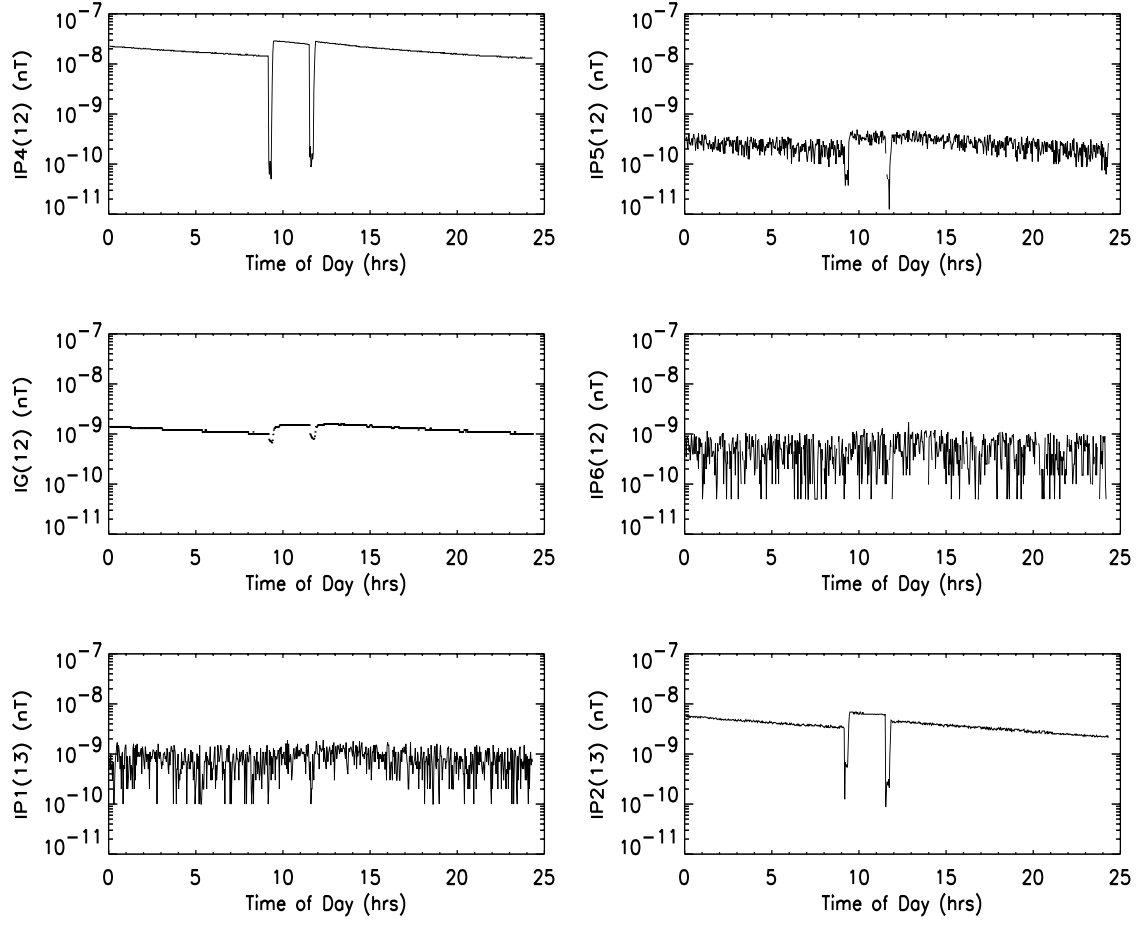 10⁻⁷
10⁻⁸
10⁻⁹
10⁻¹⁰
10⁻¹¹
IP4(12) (nT)
0 5 10 15 20 25
Time of Day (hrs)
10⁻⁷
10⁻⁸
10⁻⁹
10⁻¹⁰
10⁻¹¹
IP5(12) (nT)
0 5 10 15 20 25
Time of Day (hrs)
10⁻⁷
10⁻⁸
10⁻⁹
10⁻¹⁰
10⁻¹¹
IG(12) (nT)
0 5 10 15 20 25
Time of Day (hrs)
10⁻⁷
10⁻⁸
10⁻⁹
10⁻¹⁰
10⁻¹¹
IP6(12) (nT)
0 5 10 15 20 25
Time of Day (hrs)
10⁻⁷
10⁻⁸
10⁻⁹
10⁻¹⁰
10⁻¹¹
IP1(13) (nT)
0 5 10 15 20 25
Time of Day (hrs)
10⁻⁷
10⁻⁸
10⁻⁹
10⁻¹⁰
10⁻¹¹
IP2(13) (nT)
0 5 10 15 20 25
Time of Day (hrs)